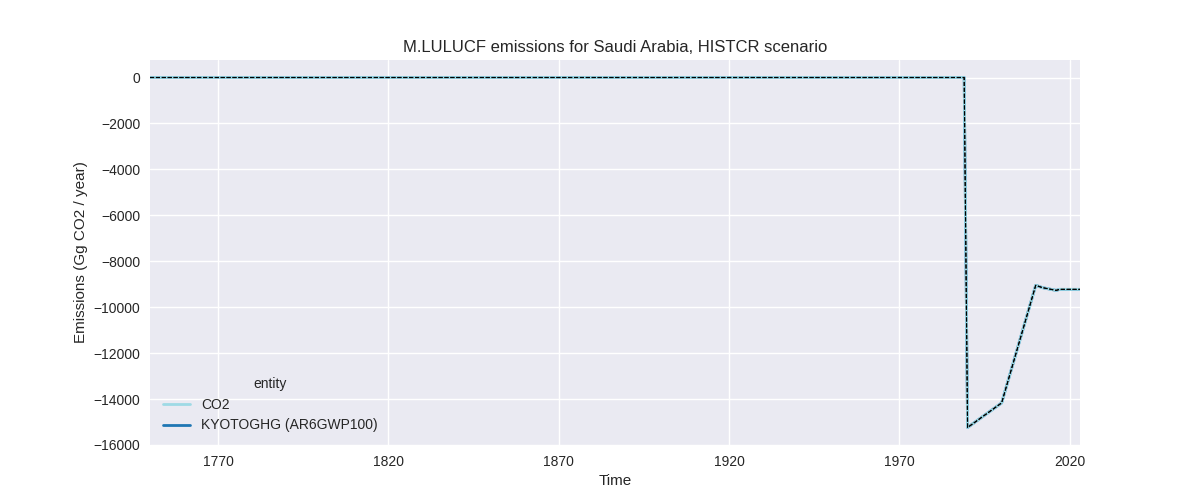 M.LULUCF emissions for Saudi Arabia, HISTCR scenario
Emissions (Gg CO2 / year)
0
−2000
−4000
−6000
−8000
−10000
−12000
−14000
−16000
entity
CO2
KYOTOGHG (AR6GWP100)
1770
1820
1870
1920
1970
2020
Time